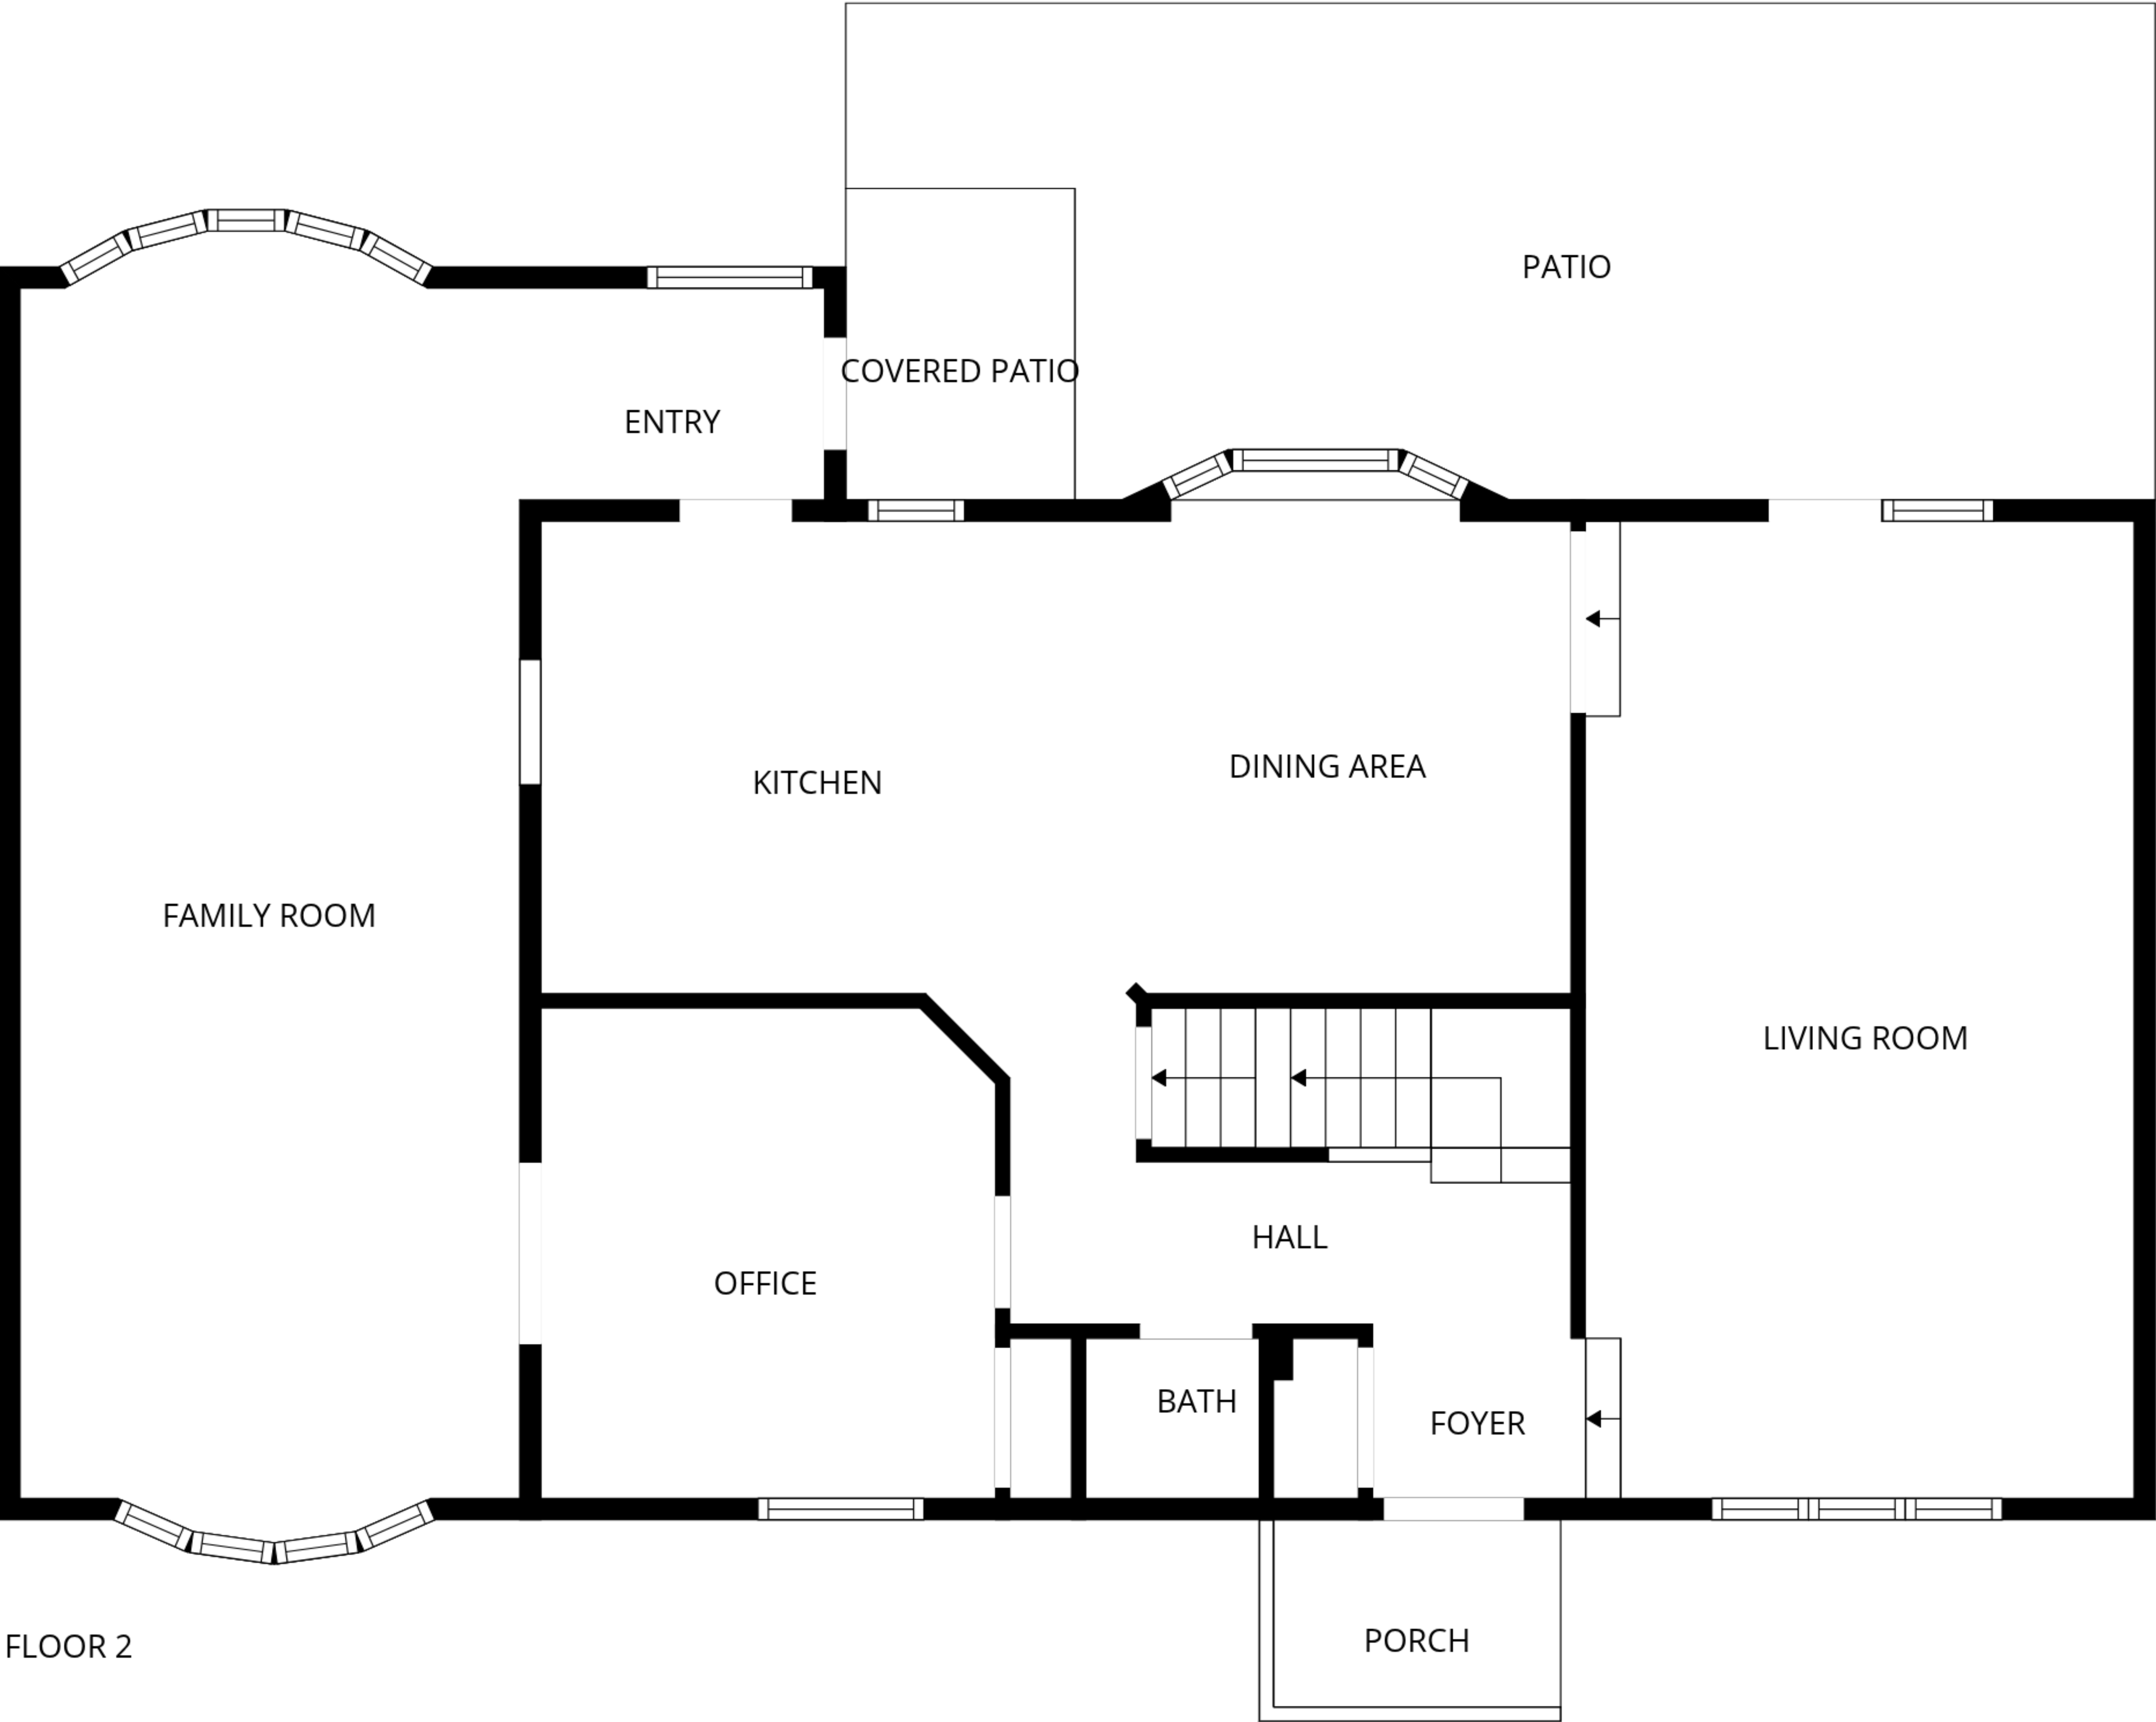 PATIO
COVERED PATIO
ENTRY
KITCHEN
DINING AREA
FAMILY ROOM
LIVING ROOM
HALL
OFFICE
BATH
FOYER
PORCH
FLOOR 2